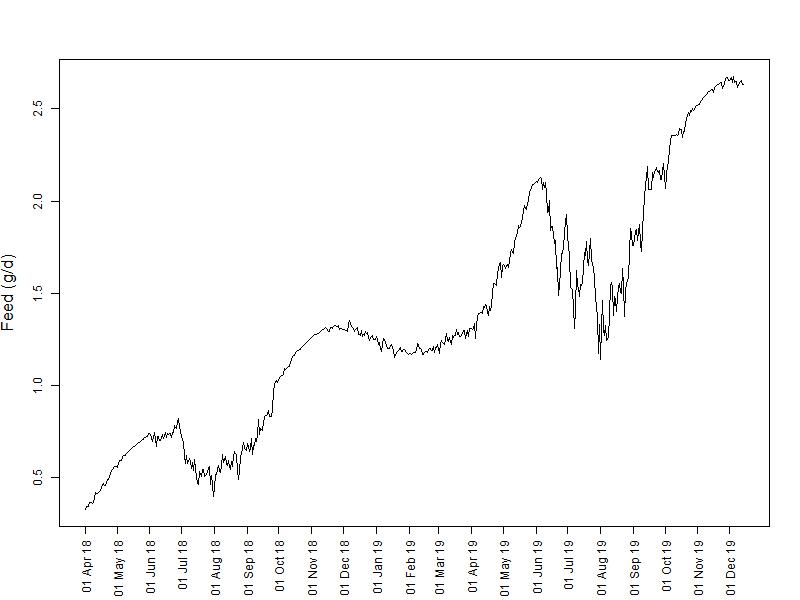 Feed (g/d)
2.5
2.0
1.5
1.0
0.5
01 Apr 18
01 May 18
01 Jun 18
01 Jul 18
01 Aug 18
01 Sep 18
01 Oct 18
01 Nov 18
01 Dec 18
01 Jan 19
01 Feb 19
01 Mar 19
01 Apr 19
01 May 19
01 Jun 19
01 Jul 19
01 Aug 19
01 Sep 19
01 Oct 19
01 Nov 19
01 Dec 19